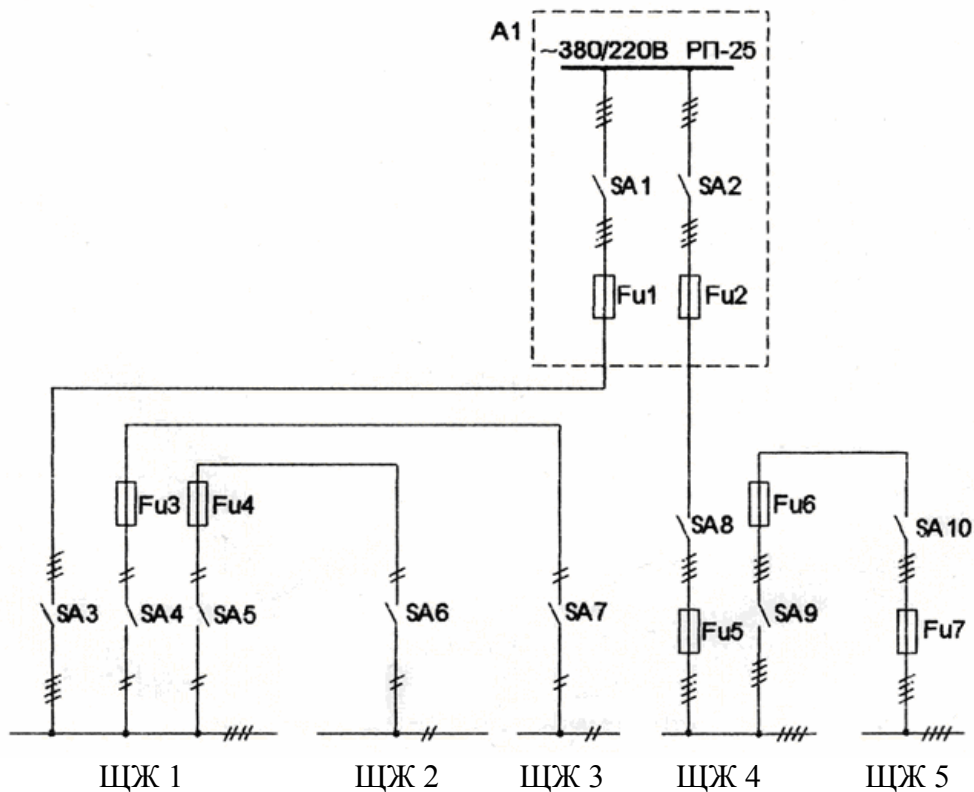 A1
~380/220В РП-25
SA1 SA2
Fu1 Fu2
Fu3 Fu4 Fu6
SA8 SA10
SA3 SA4 SA5 SA6 SA7 Fu5 SA9 Fu7
ЩЖ 1 ЩЖ 2 ЩЖ 3 ЩЖ 4 ЩЖ 5